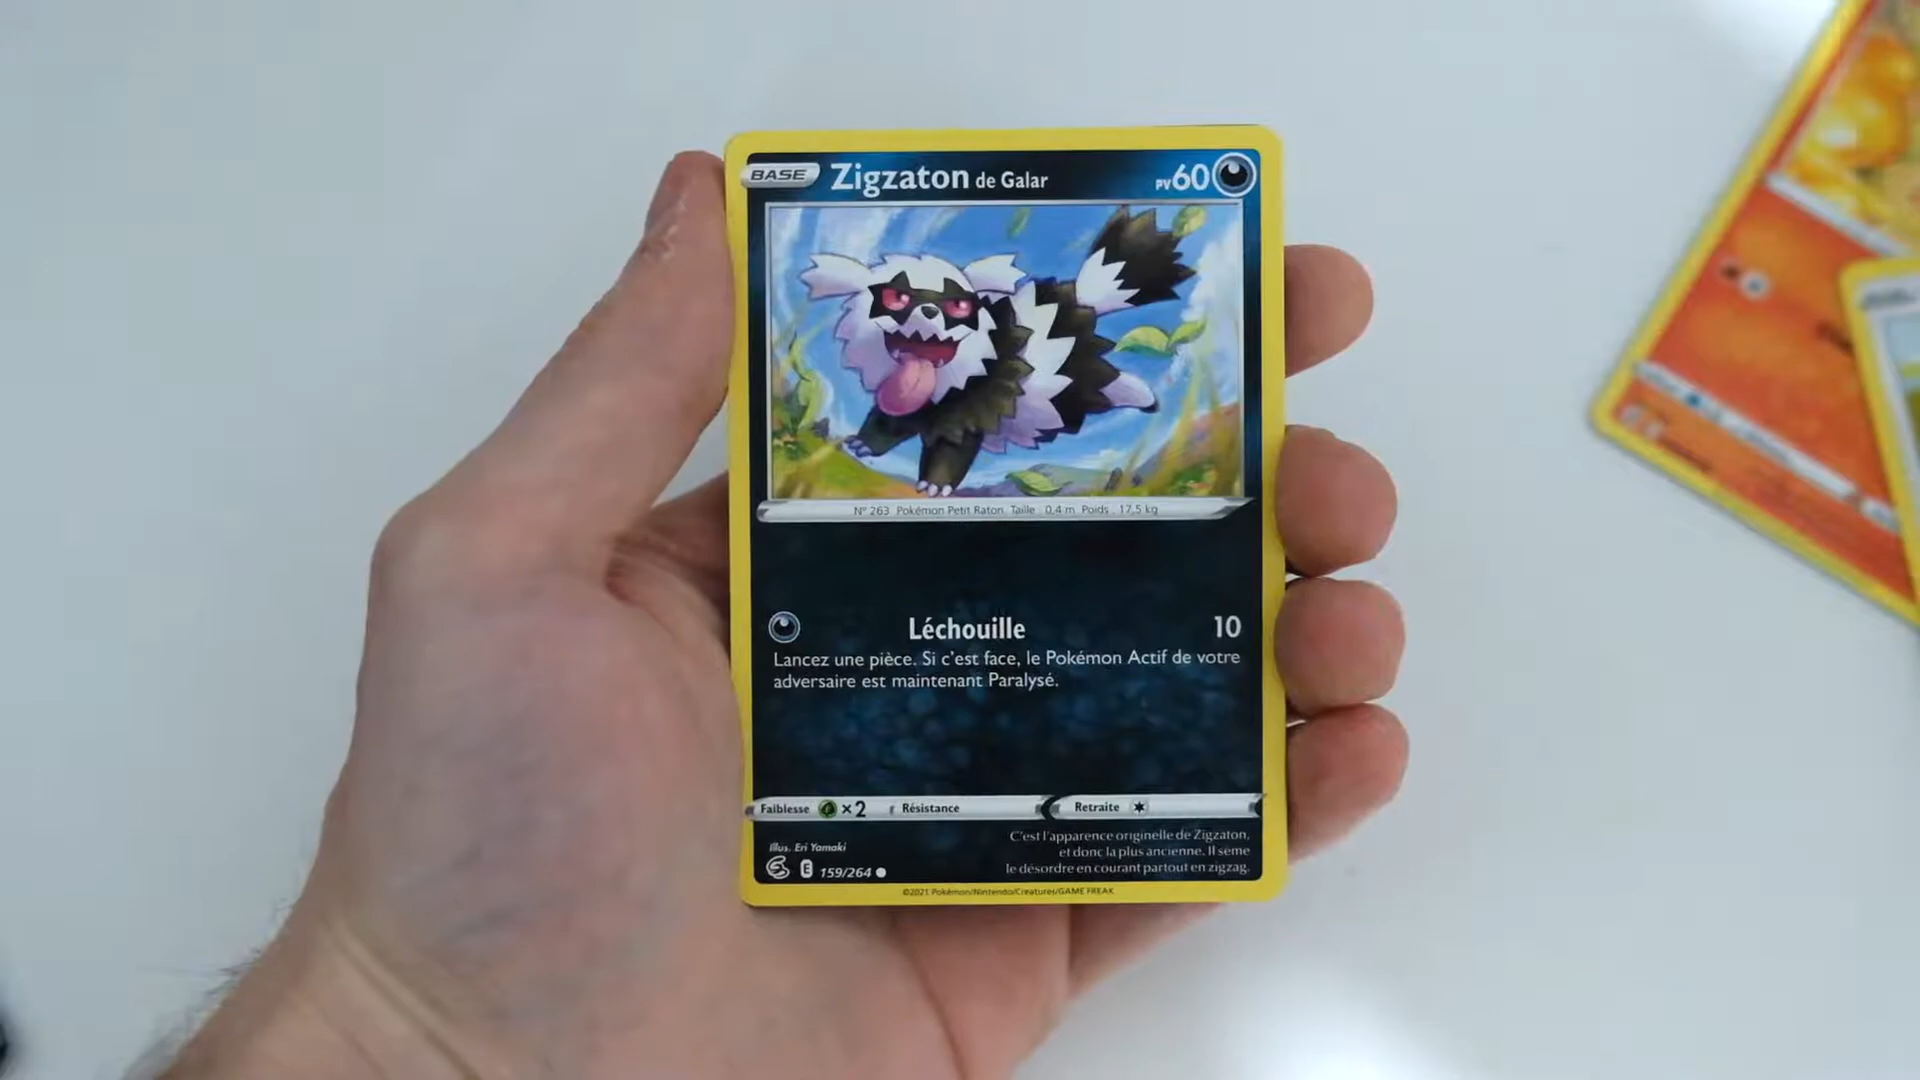 BASE Zigzaton de Galar PV60
N° 263 Pokémon Petit Raton Taille : 0,4 m Poids : 17,5 kg
Léchouille 10
Lancez une pièce. Si c'est face, le Pokémon Actif de votre
adversaire est maintenant Paralysé.
Faiblesse ×2 Résistance Retraite
C'est l'apparence originelle de Zigzaton,
et donc la plus ancienne. Il sème
le désordre en courant partout en zigzag.
Illus. Eri Yamaki
E 159/264
©2021 Pokémon/Nintendo/Creatures/GAME FREAK